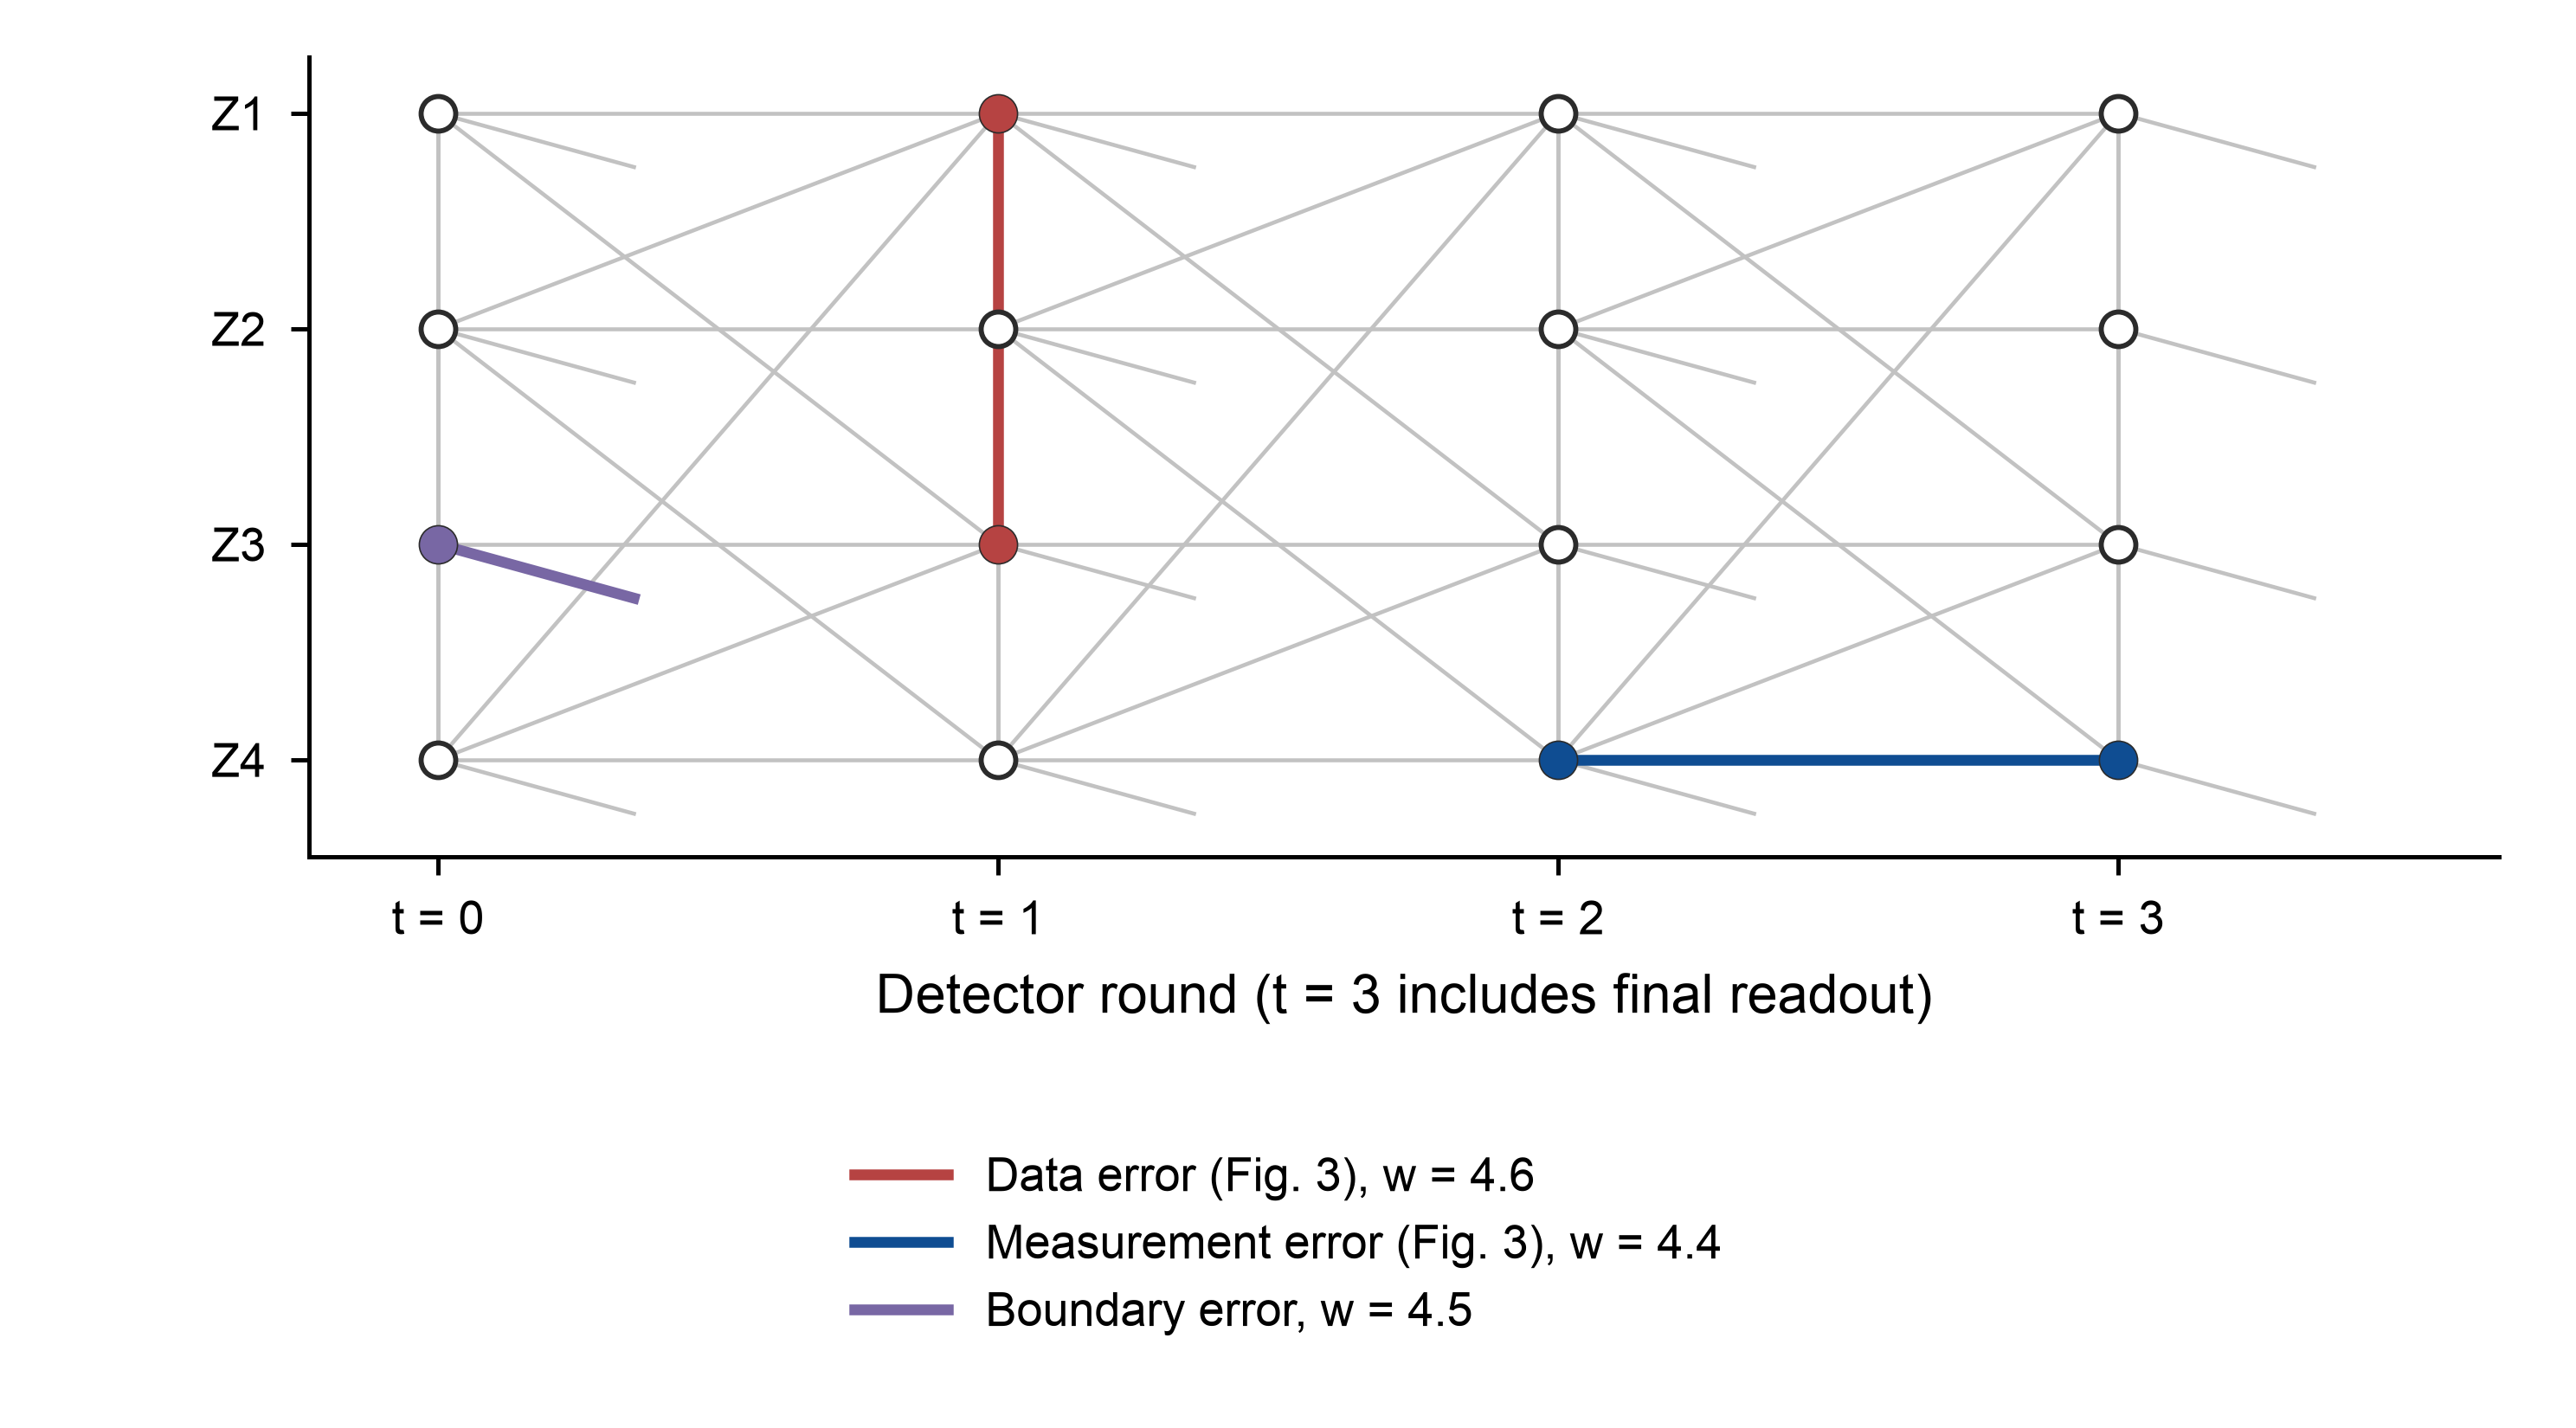 Z1
Z2
Z3
Z4
t = 0 t = 1 t = 2 t = 3
Detector round (t = 3 includes final readout)
Data error (Fig. 3), w = 4.6
Measurement error (Fig. 3), w = 4.4
Boundary error, w = 4.5